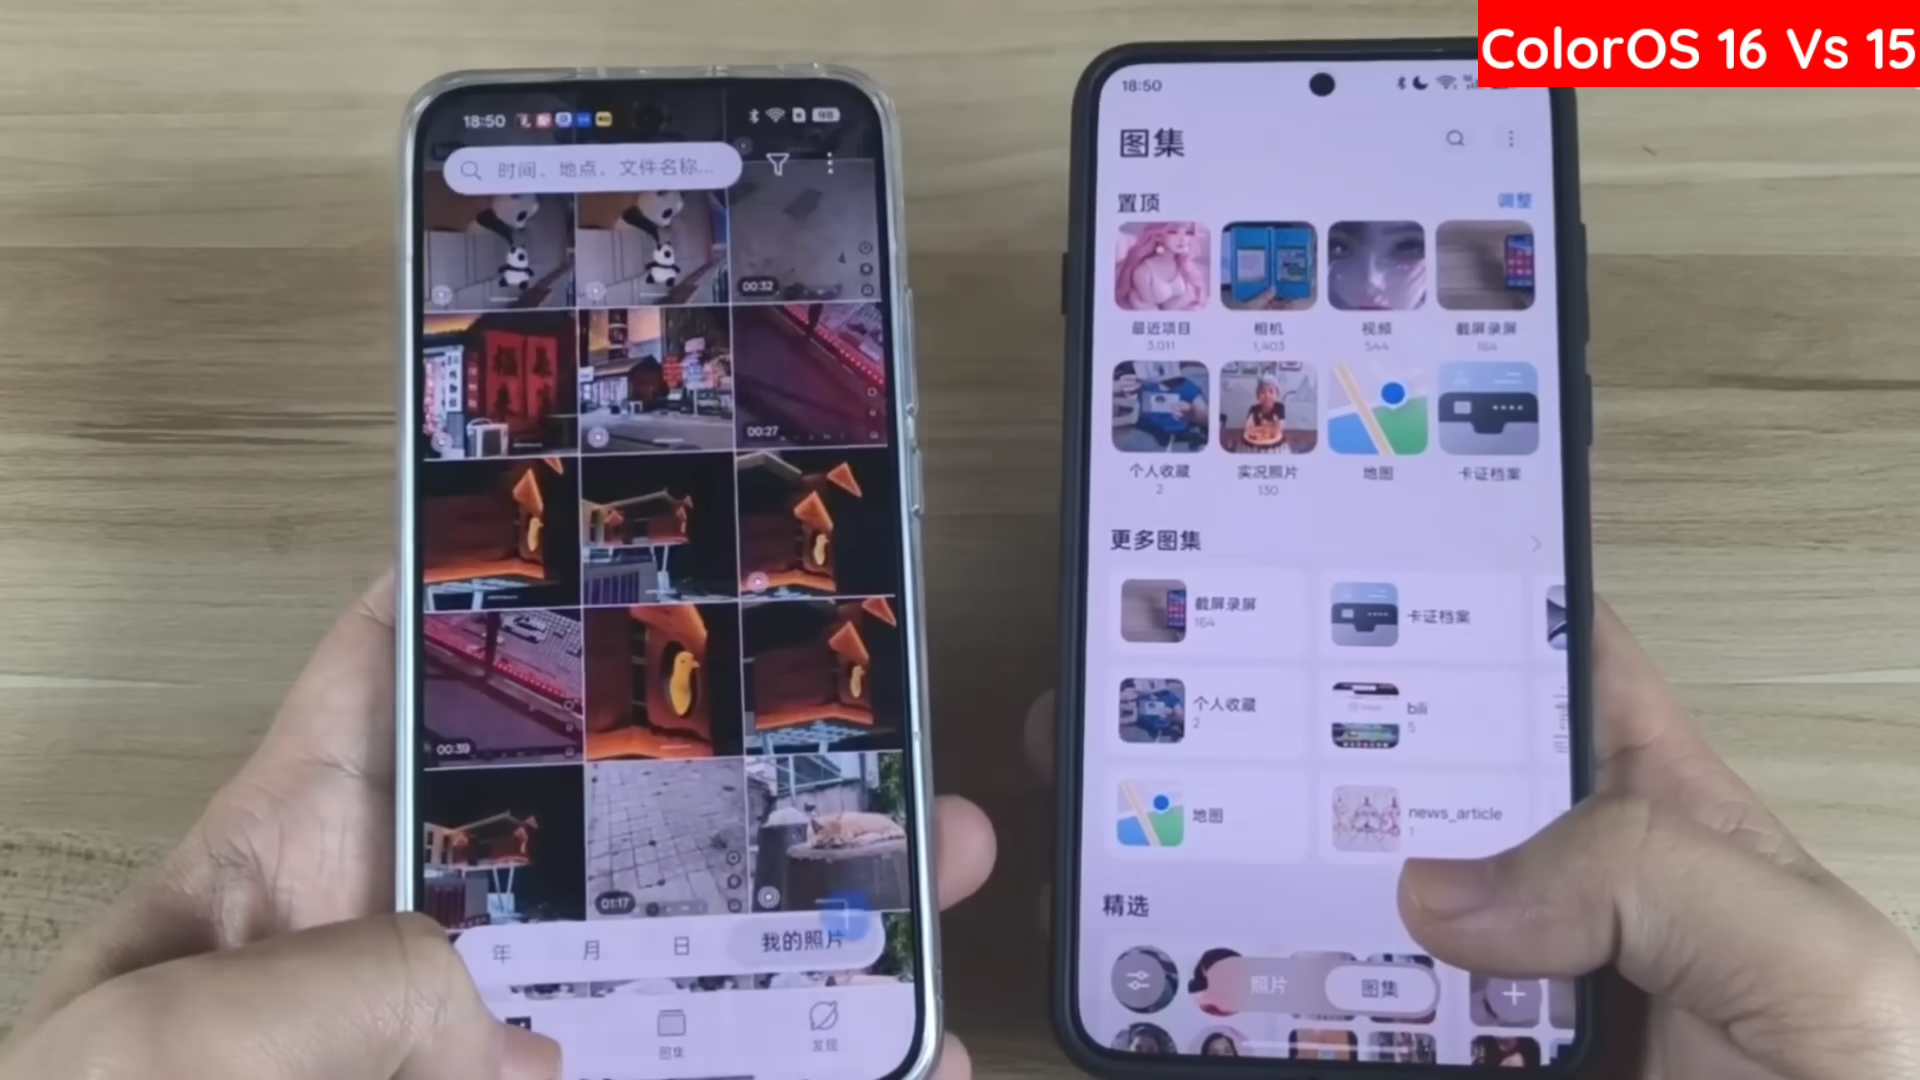 ColorOS 16 Vs 15
18:50
98
时间、地点、文件名称...
00:32
00:27
00:39
01:17
年
月
日
我的照片
图集
发现
18:50
图集
置顶
调整
最近项目
3,011
相机
1,403
视频
544
截屏录屏
164
个人收藏
2
实况照片
130
地图
卡证档案
更多图集
截屏录屏
164
卡证档案
个人收藏
2
bili
5
地图
news_article
1
精选
照片
图集